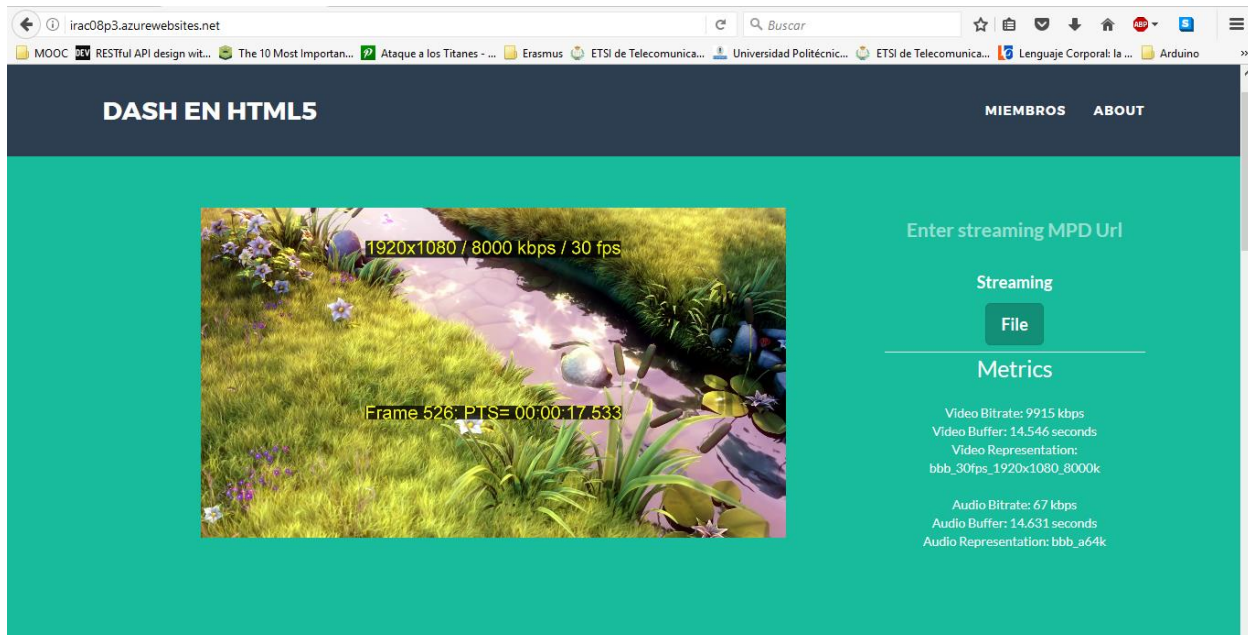 irac08p3.azurewebsites.net
Buscar
ABP
S
MOOC DEV RESTful API design wit... The 10 Most Importan... Ataque a los Titanes - ... Erasmus ETSI de Telecomunica... Universidad Politécnic... ETSI de Telecomunica... Lenguaje Corporal: la ... Arduino »
DASH EN HTML5
MIEMBROS ABOUT
1920x1080 / 8000 kbps / 30 fps
Frame 526: PTS= 00:00:17.533
Enter streaming MPD Url
Streaming
File
Metrics
Video Bitrate: 9915 kbps
Video Buffer: 14.546 seconds
Video Representation:
bbb_30fps_1920x1080_8000k
Audio Bitrate: 67 kbps
Audio Buffer: 14.631 seconds
Audio Representation: bbb_a64k